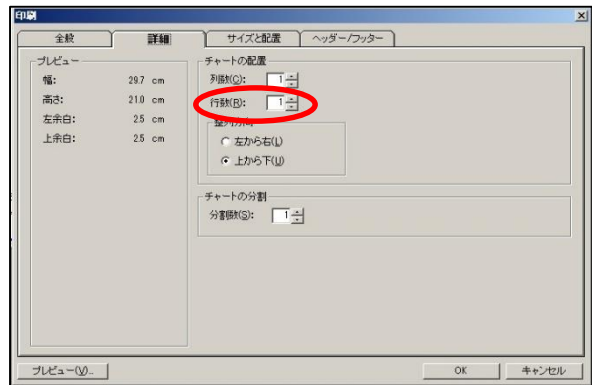 印刷
全般
詳細
サイズと配置
ヘッダー/フッター
プレビュー
幅: 29.7 cm
高さ: 21.0 cm
左余白: 2.5 cm
上余白: 2.5 cm
チャートの配置
列数(C): 1
行数(R): 1
整列方向
左から右(L)
上から下(U)
チャートの分割
分割数(S): 1
プレビュー(V)...
OK
キャンセル